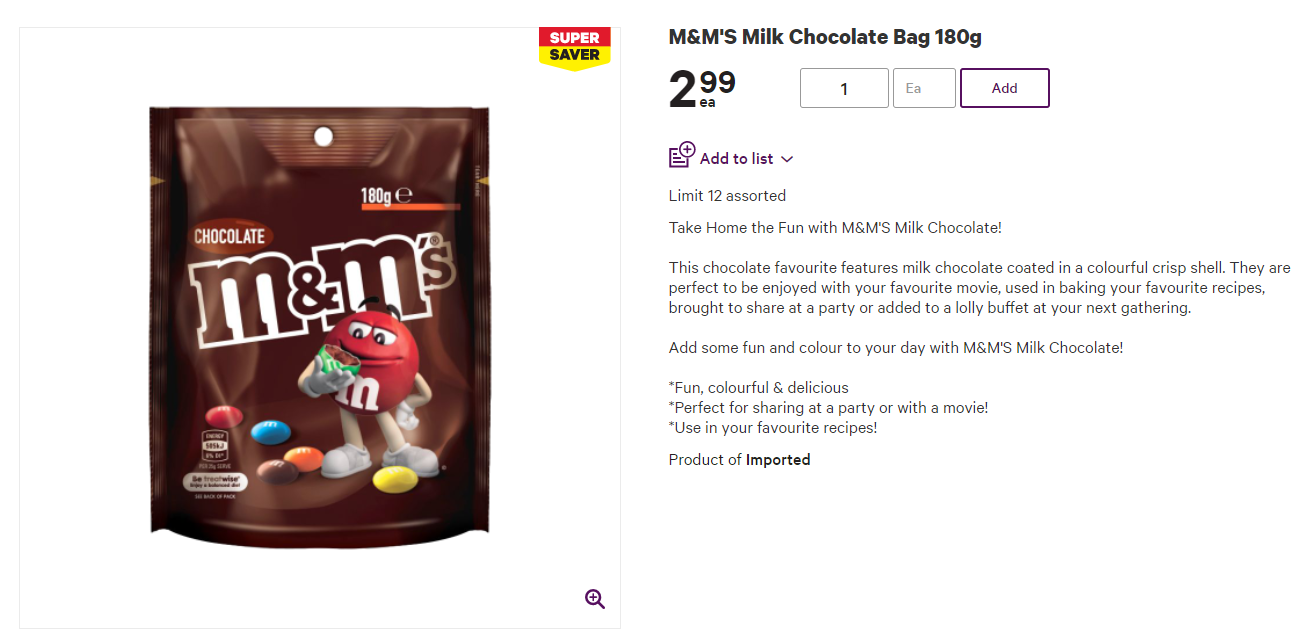 SUPER
SAVER
180g e
CHOCOLATE
m&m's®
m
ENERGY
PER 25g SERVE
Be treatwise®
Enjoy a balanced diet
SEE BACK OF PACK
M&M'S Milk Chocolate Bag 180g
2 99
ea
1
Ea
Add
Add to list
Limit 12 assorted
Take Home the Fun with M&M'S Milk Chocolate!
This chocolate favourite features milk chocolate coated in a colourful crisp shell. They are
perfect to be enjoyed with your favourite movie, used in baking your favourite recipes,
brought to share at a party or added to a lolly buffet at your next gathering.
Add some fun and colour to your day with M&M'S Milk Chocolate!
*Fun, colourful & delicious
*Perfect for sharing at a party or with a movie!
*Use in your favourite recipes!
Product of Imported